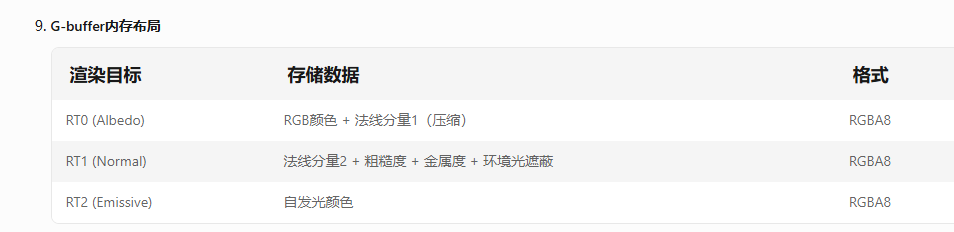 9. G-buffer内存布局
渲染目标 存储数据 格式
RT0 (Albedo) RGB颜色 + 法线分量1（压缩） RGBA8
RT1 (Normal) 法线分量2 + 粗糙度 + 金属度 + 环境光遮蔽 RGBA8
RT2 (Emissive) 自发光颜色 RGBA8